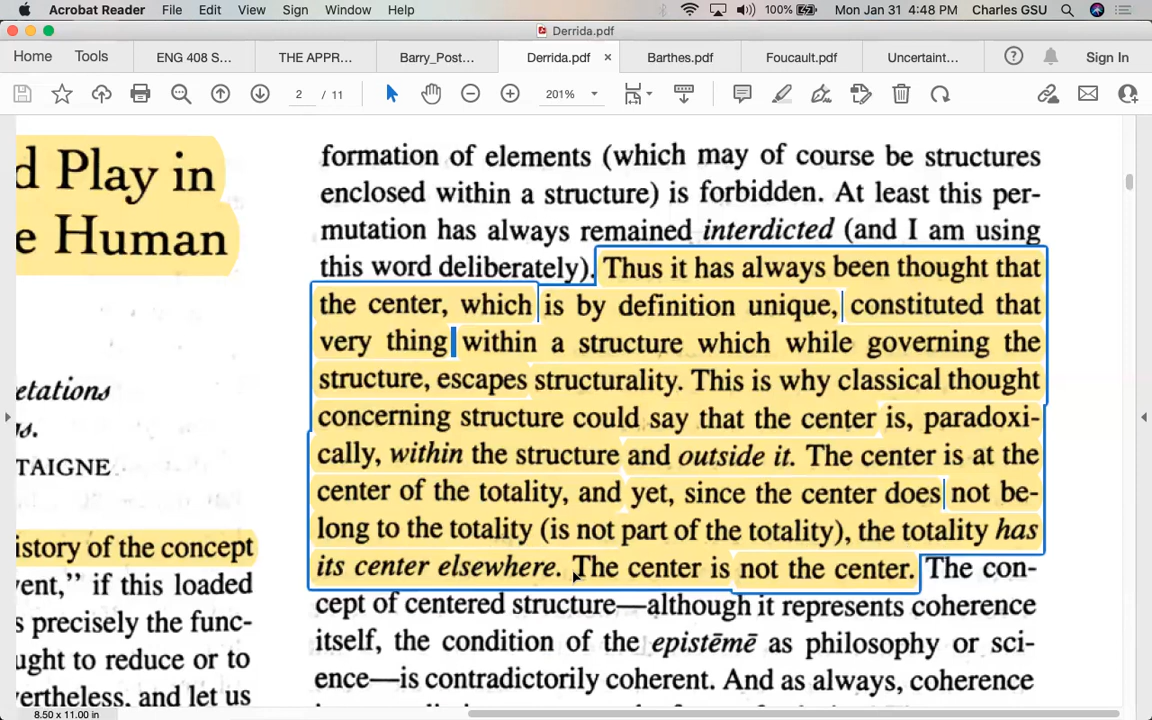 Acrobat Reader File Edit View Sign Window Help 100% Mon Jan 31 4:48 PM Charles GSU
Derrida.pdf
Home Tools ENG 408 S... THE APPR... Barry_Post... Derrida.pdf × Barthes.pdf Foucault.pdf Uncertaint... Sign In
2 / 11 201%
d Play in
e Human
etations
TAIGNE
istory of the concept
vent,” if this loaded
s precisely the func-
ught to reduce or to
vertheless, and let us
formation of elements (which may of course be structures
enclosed within a structure) is forbidden. At least this per-
mutation has always remained interdicted (and I am using
this word deliberately). Thus it has always been thought that
the center, which is by definition unique, constituted that
very thing within a structure which while governing the
structure, escapes structurality. This is why classical thought
concerning structure could say that the center is, paradoxi-
cally, within the structure and outside it. The center is at the
center of the totality, and yet, since the center does not be-
long to the totality (is not part of the totality), the totality has
its center elsewhere. The center is not the center. The con-
cept of centered structure—although it represents coherence
itself, the condition of the epistēmē as philosophy or sci-
ence—is contradictorily coherent. And as always, coherence
8.50 x 11.00 in